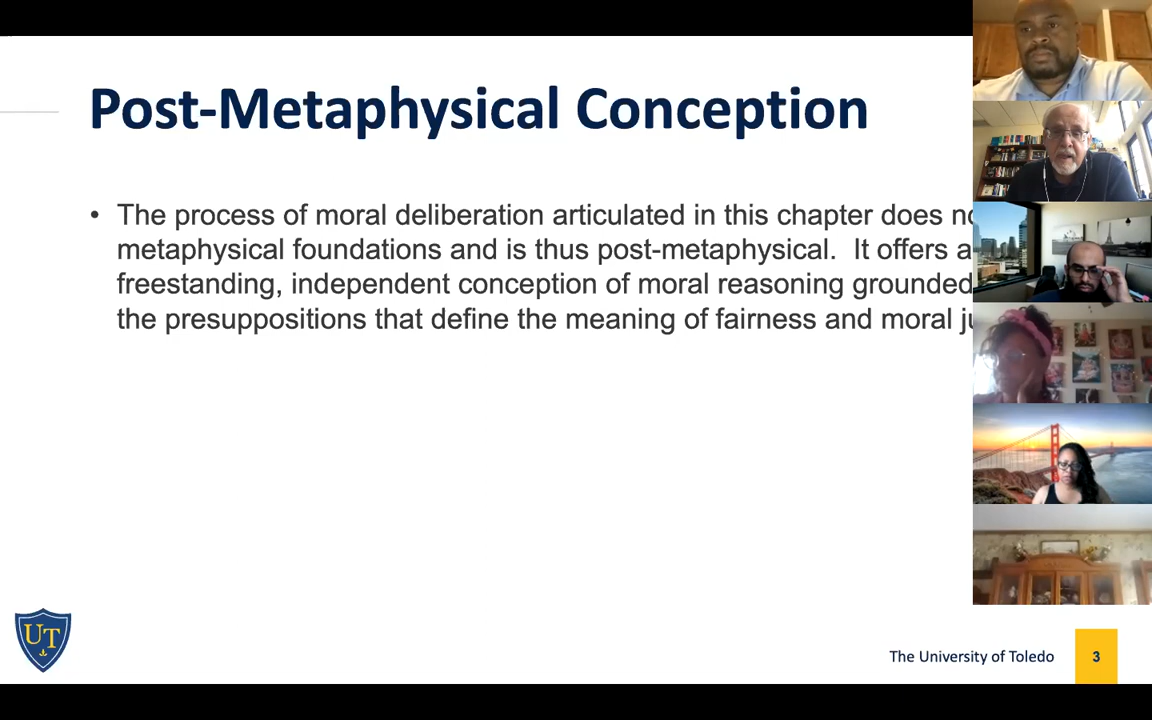 Post-Metaphysical Conception
• The process of moral deliberation articulated in this chapter does
metaphysical foundations and is thus post-metaphysical.  It offers a
freestanding, independent conception of moral reasoning grounded
the presuppositions that define the meaning of fairness and moral
UT
The University of Toledo
3